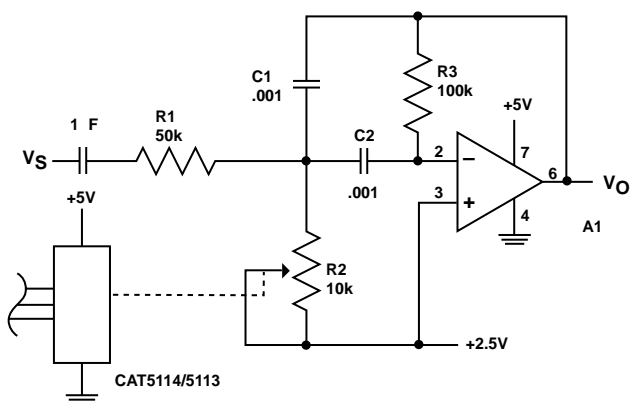 C1
.001
R3
100k
+5V
1 F
R1
50k
C2
.001
VS
2
7
6
VO
3
4
A1
+5V
R2
10k
+2.5V
CAT5114/5113